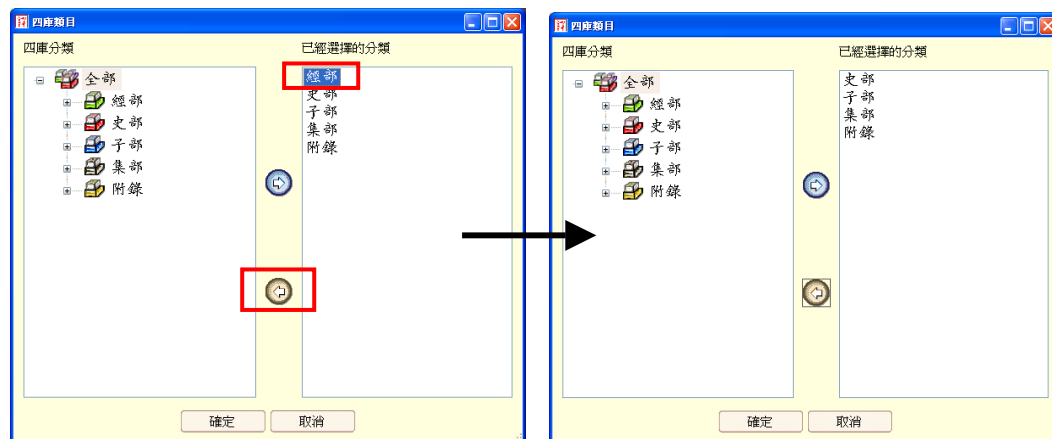 四庫類目
四庫分類
已經選擇的分類
全部
經部
史部
子部
集部
附錄
經部
史部
子部
集部
附錄
確定
取消
四庫類目
四庫分類
已經選擇的分類
全部
經部
史部
子部
集部
附錄
史部
子部
集部
附錄
確定
取消